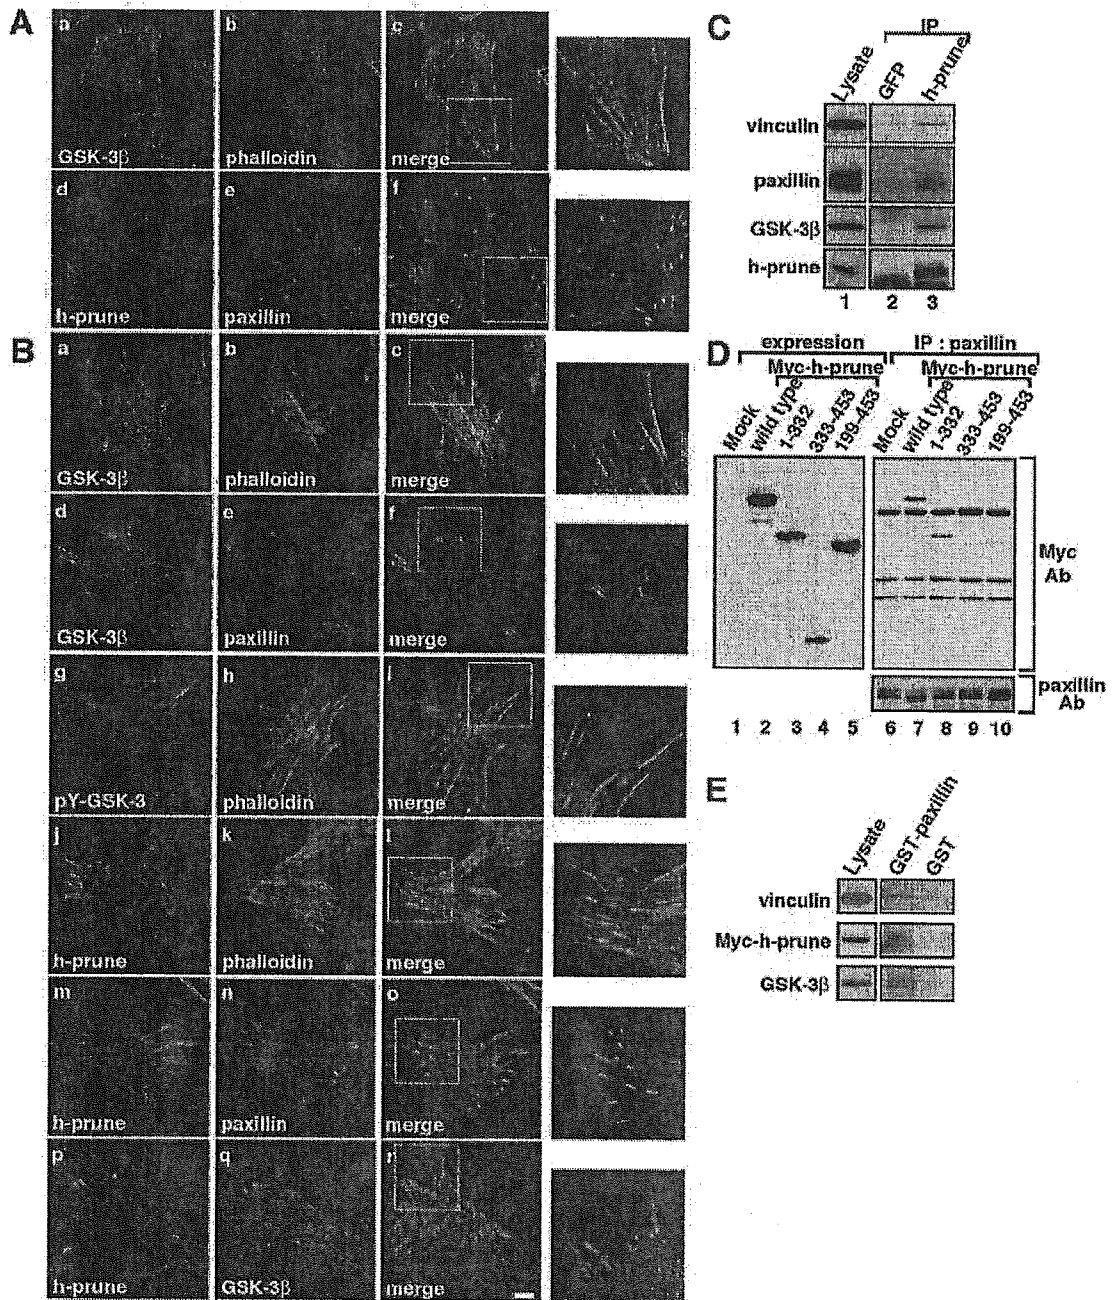 A
a
b
c
GSK-3β
phalloidin
merge
d
e
f
h-prune
paxillin
merge
B
a
b
c
GSK-3β
phalloidin
merge
d
e
f
GSK-3β
paxillin
merge
g
h
i
pY-GSK-3
phalloidin
merge
j
k
l
h-prune
phalloidin
merge
m
n
o
h-prune
paxillin
merge
p
q
r
h-prune
GSK-3β
merge
C
IP
Lysate
GFP
h-prune
vinculin
paxillin
GSK-3β
h-prune
1 2 3
D
expression
IP : paxillin
Myc-h-prune
Myc-h-prune
Mock
wild type
1-332
333-453
199-453
Mock
wild type
1-332
333-453
199-453
Myc
Ab
paxillin
Ab
1 2 3 4 5 6 7 8 9 10
E
Lysate
GST-paxillin
GST
vinculin
Myc-h-prune
GSK-3β